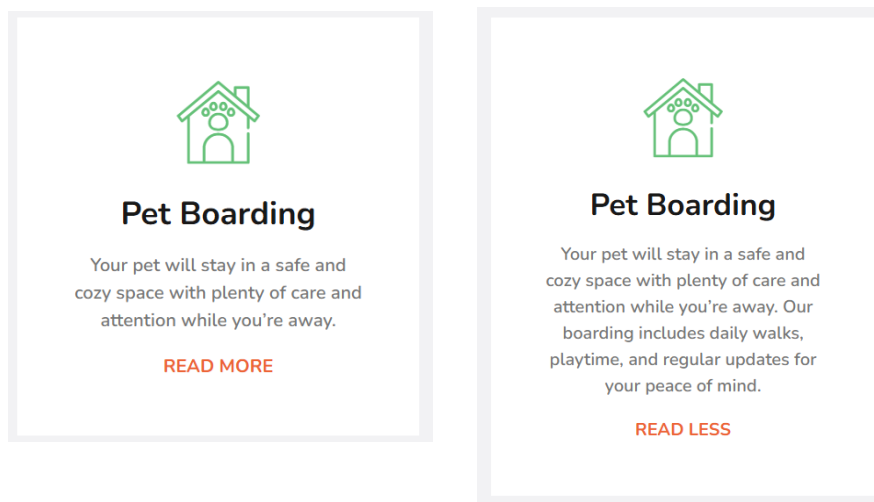 Pet Boarding
Your pet will stay in a safe and
cozy space with plenty of care and
attention while you’re away.
READ MORE
Pet Boarding
Your pet will stay in a safe and
cozy space with plenty of care and
attention while you’re away. Our
boarding includes daily walks,
playtime, and regular updates for
your peace of mind.
READ LESS